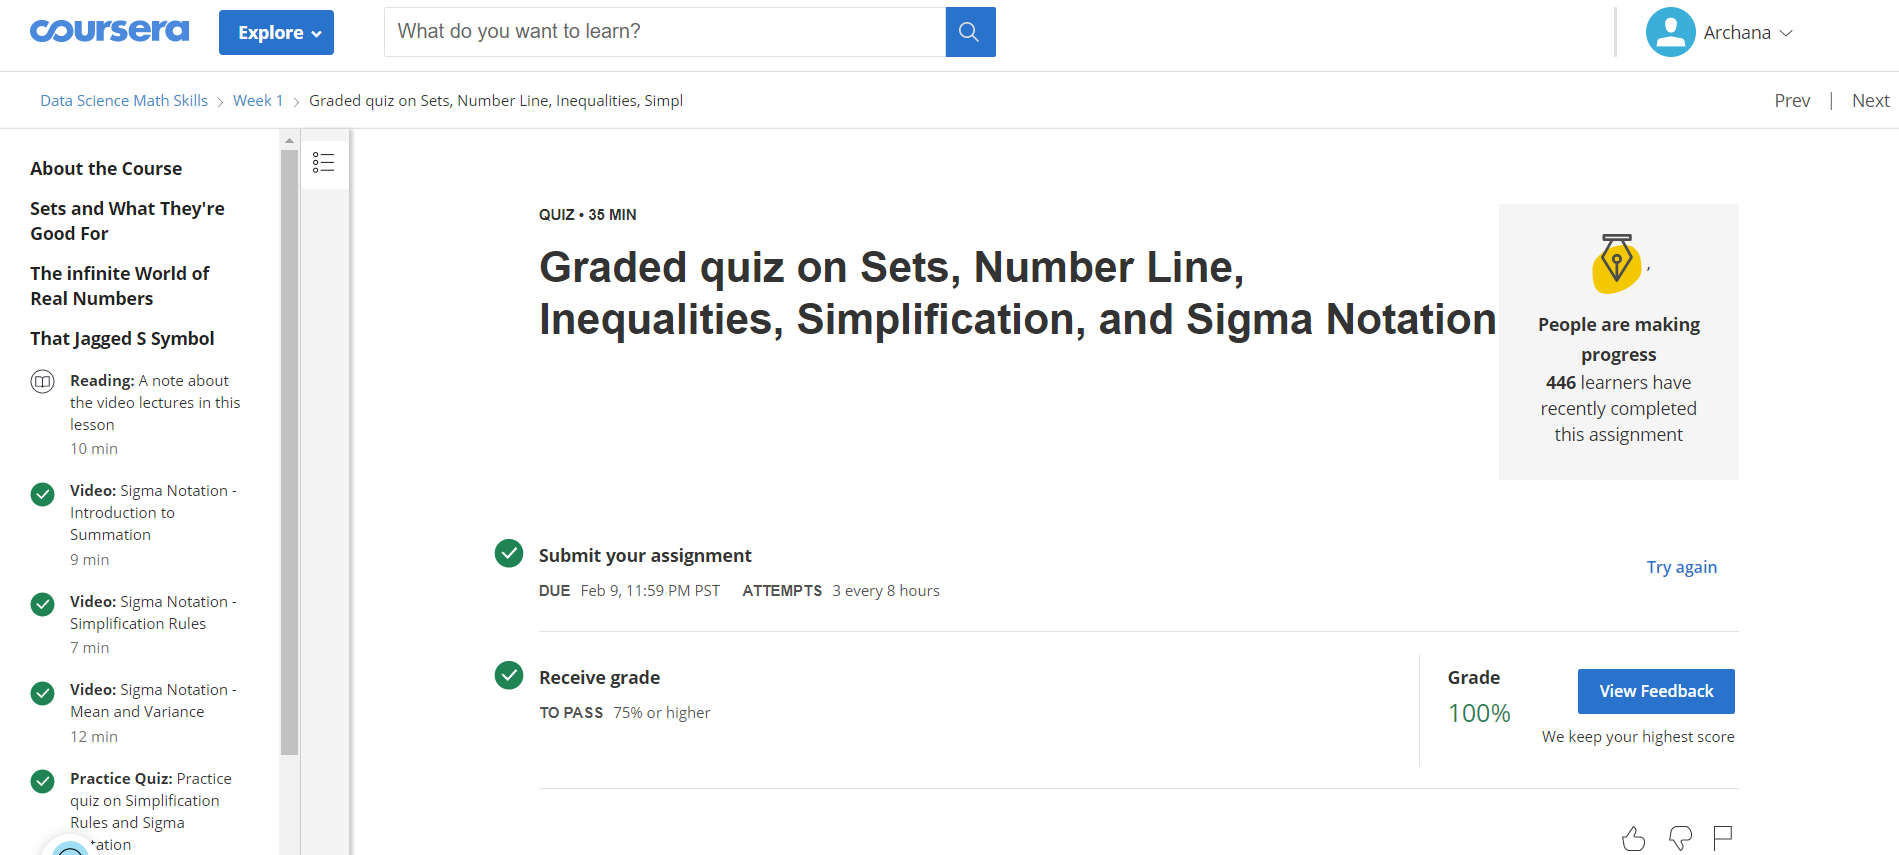 coursera
Explore
What do you want to learn?
Archana
Data Science Math Skills > Week 1 > Graded quiz on Sets, Number Line, Inequalities, Simpl
Prev | Next
About the Course
Sets and What They're
Good For
The infinite World of
Real Numbers
That Jagged S Symbol
Reading: A note about
the video lectures in this
lesson
10 min
Video: Sigma Notation -
Introduction to
Summation
9 min
Video: Sigma Notation -
Simplification Rules
7 min
Video: Sigma Notation -
Mean and Variance
12 min
Practice Quiz: Practice
quiz on Simplification
Rules and Sigma
tation
QUIZ • 35 MIN
Graded quiz on Sets, Number Line,
Inequalities, Simplification, and Sigma Notation
,
People are making
progress
446 learners have
recently completed
this assignment
Submit your assignment
DUE Feb 9, 11:59 PM PST ATTEMPTS 3 every 8 hours
Try again
Receive grade
TO PASS 75% or higher
Grade
100%
View Feedback
We keep your highest score